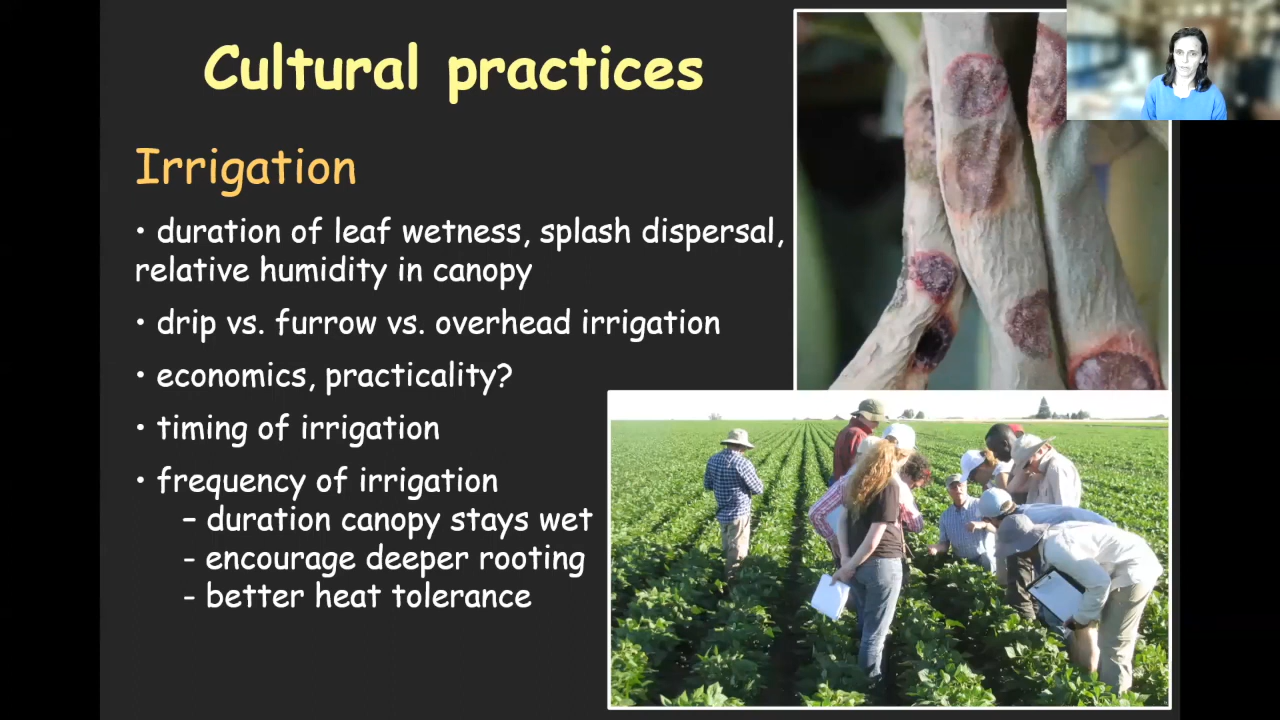 Cultural practices
Irrigation
• duration of leaf wetness, splash dispersal,
relative humidity in canopy
• drip vs. furrow vs. overhead irrigation
• economics, practicality?
• timing of irrigation
• frequency of irrigation
– duration canopy stays wet
- encourage deeper rooting
- better heat tolerance